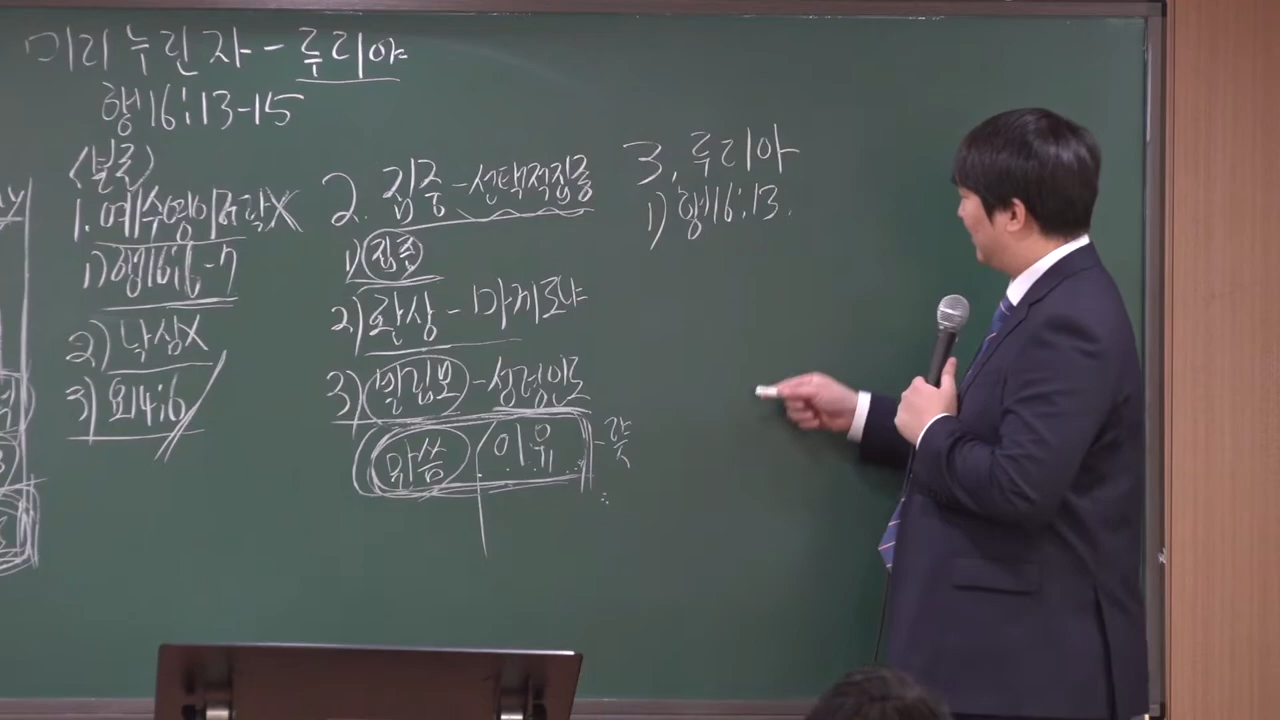 미리 누린 자 - 루디아
행16:13-15
<본론>
1. 예수영이 허락X
1) 행16:6-7
2) 낙심X
3) 요14:6
2. 집중 - 선택적집중
1) 집중
2) 환상 - 마게도냐
3) 빌립보 - 성령인도
말씀 이유
3. 루디아
1) 행16:13.